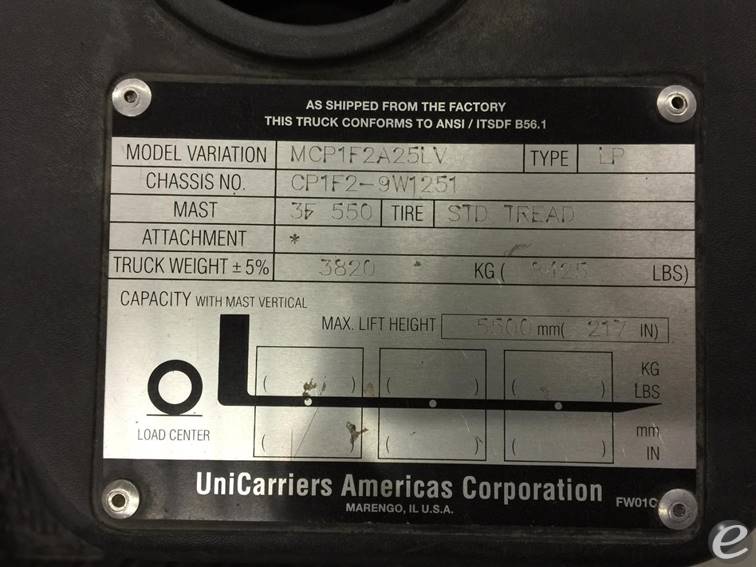 AS SHIPPED FROM THE FACTORY
THIS TRUCK CONFORMS TO ANSI / ITSDF B56.1
MODEL VARIATION MCP1F2A25LV TYPE LP
CHASSIS NO. CP1F2-9W1251
MAST 3F 550 TIRE STD TREAD
ATTACHMENT *
TRUCK WEIGHT ± 5% 3820 KG ( LBS)
CAPACITY WITH MAST VERTICAL
MAX. LIFT HEIGHT 5500 mm( 217 IN)
( ) ( ) ( ) KG
LBS
LOAD CENTER ( ) ( ) ( ) mm
IN
UniCarriers Americas Corporation
MARENGO, IL U.S.A.
FW01C
e